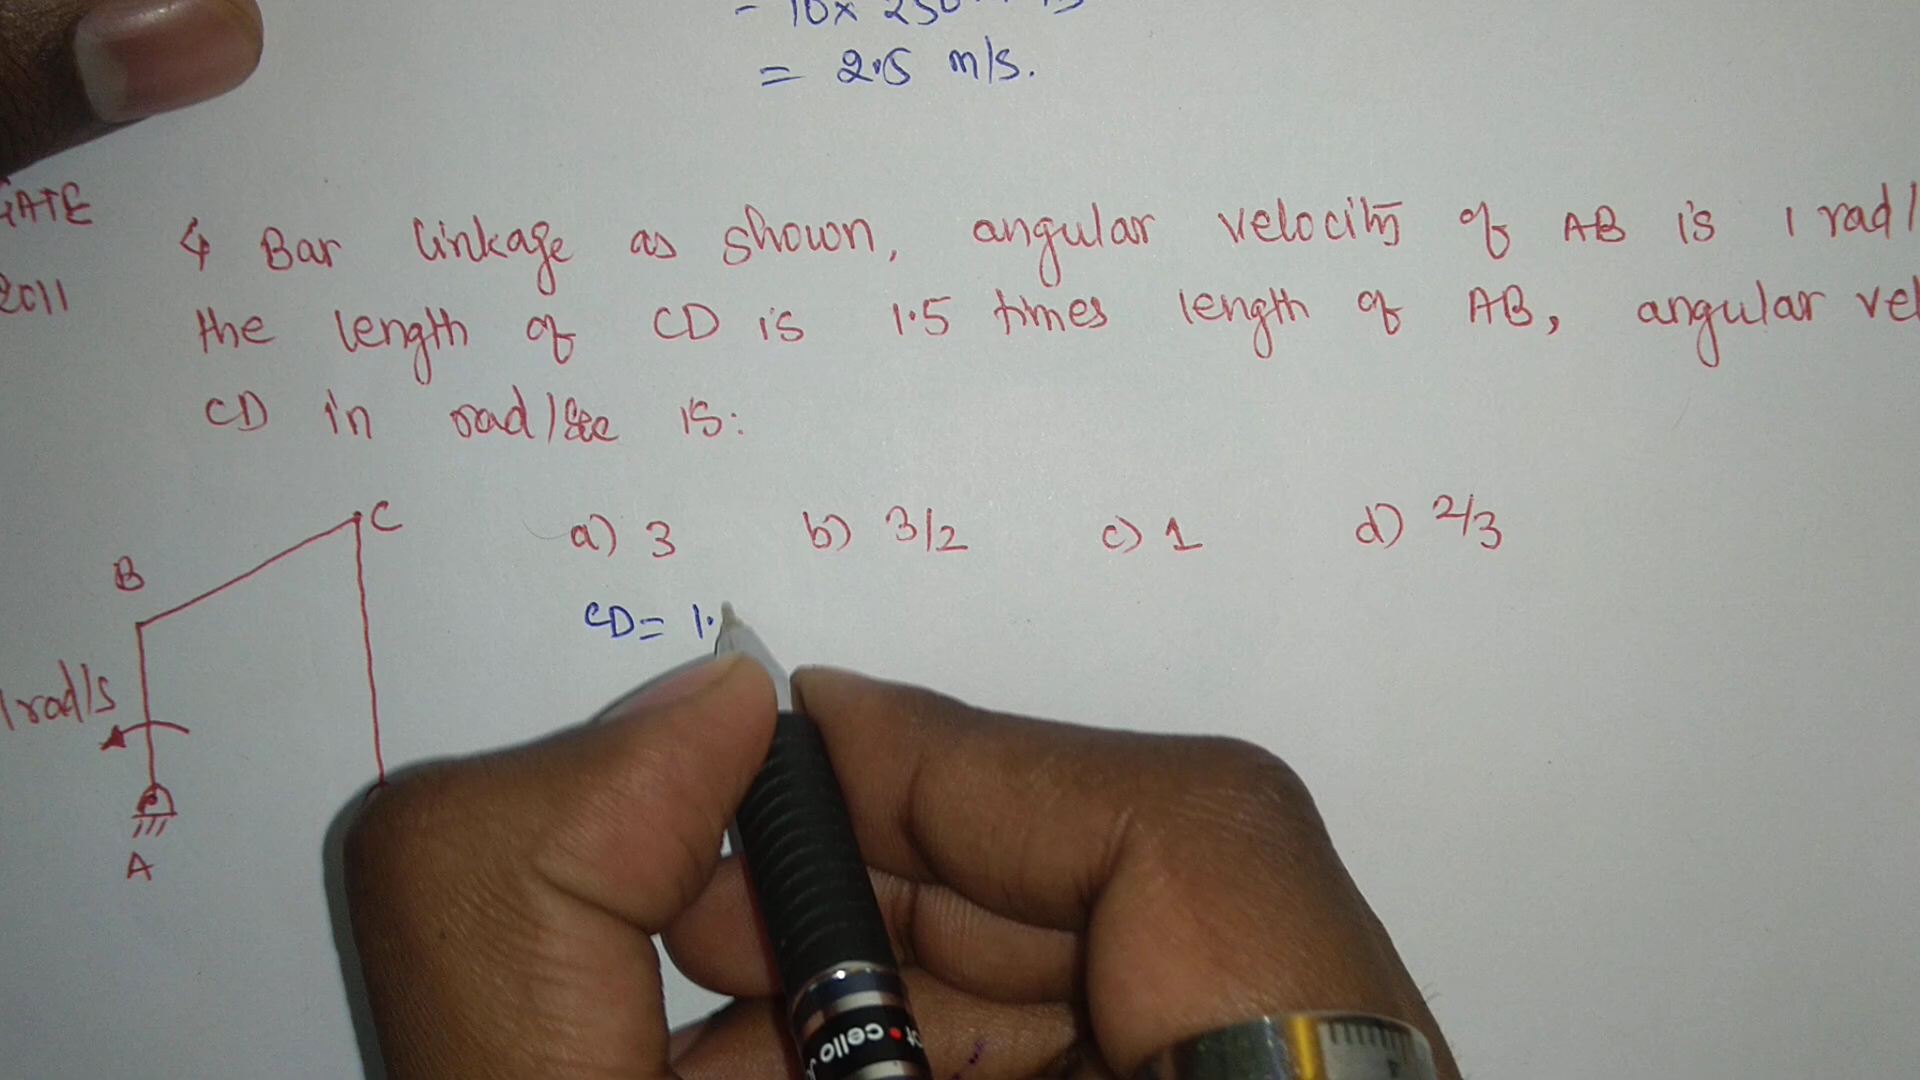 = 2.5 m/s.
GATE
2011
4 Bar linkage as shown, angular velocity of AB is 1 rad/
the length of CD is 1.5 times length of AB, angular vel
CD in rad/sec is:
a) 3 b) 3/2 c) 1 d) 2/3
CD = 1.
C
B
1rad/s
A
cello